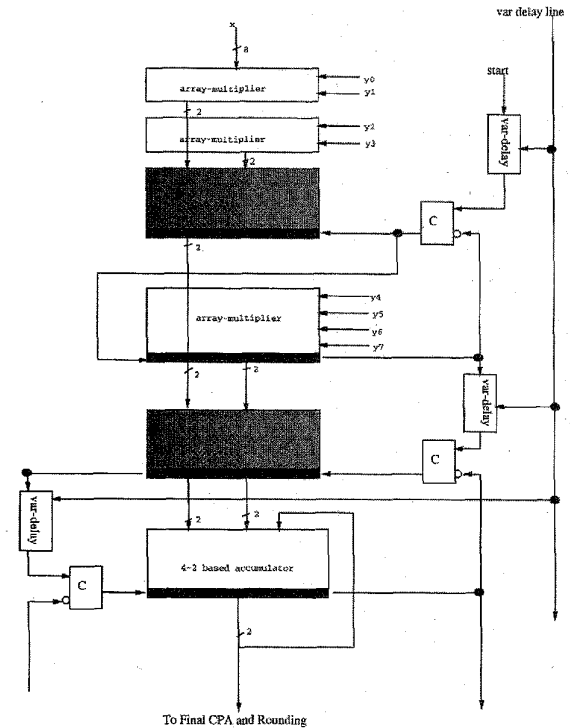 var delay line
x
8
start
array-multiplier
y0
y1
2
array-multiplier
y2
y3
2
var-delay
C
2
y4
array-multiplier
y5
y6
y7
2
2
var-delay
C
var-delay
2
2
4-2 based accumulator
C
2
To Final CPA and Rounding